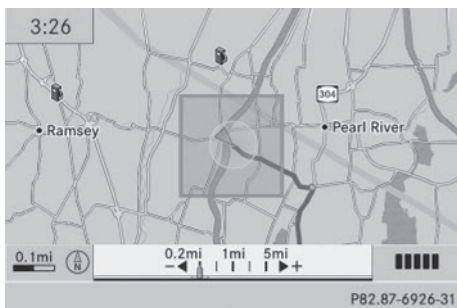 3:26
304
Ramsey
Pearl River
0.1mi
N
0.2mi 1mi 5mi
P82.87-6926-31